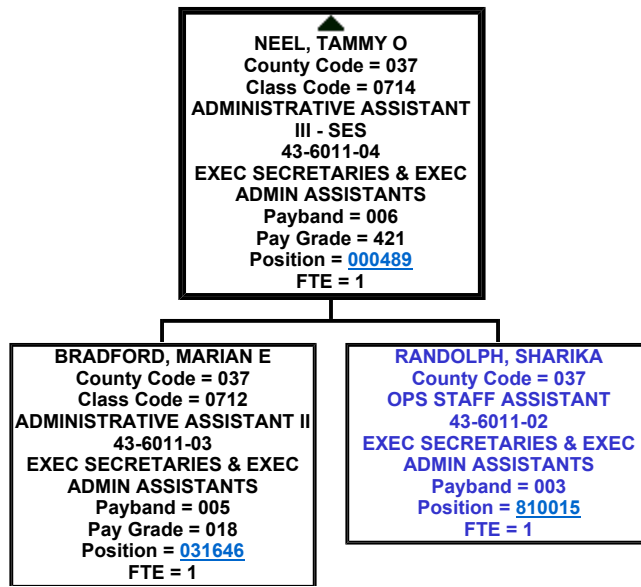 NEEL, TAMMY O
County Code = 037
Class Code = 0714
ADMINISTRATIVE ASSISTANT
III - SES
43-6011-04
EXEC SECRETARIES & EXEC
ADMIN ASSISTANTS
Payband = 006
Pay Grade = 421
Position = 000489
FTE = 1
BRADFORD, MARIAN E
County Code = 037
Class Code = 0712
ADMINISTRATIVE ASSISTANT II
43-6011-03
EXEC SECRETARIES & EXEC
ADMIN ASSISTANTS
Payband = 005
Pay Grade = 018
Position = 031646
FTE = 1
RANDOLPH, SHARIKA
County Code = 037
OPS STAFF ASSISTANT
43-6011-02
EXEC SECRETARIES & EXEC
ADMIN ASSISTANTS
Payband = 003
Position = 810015
FTE = 1